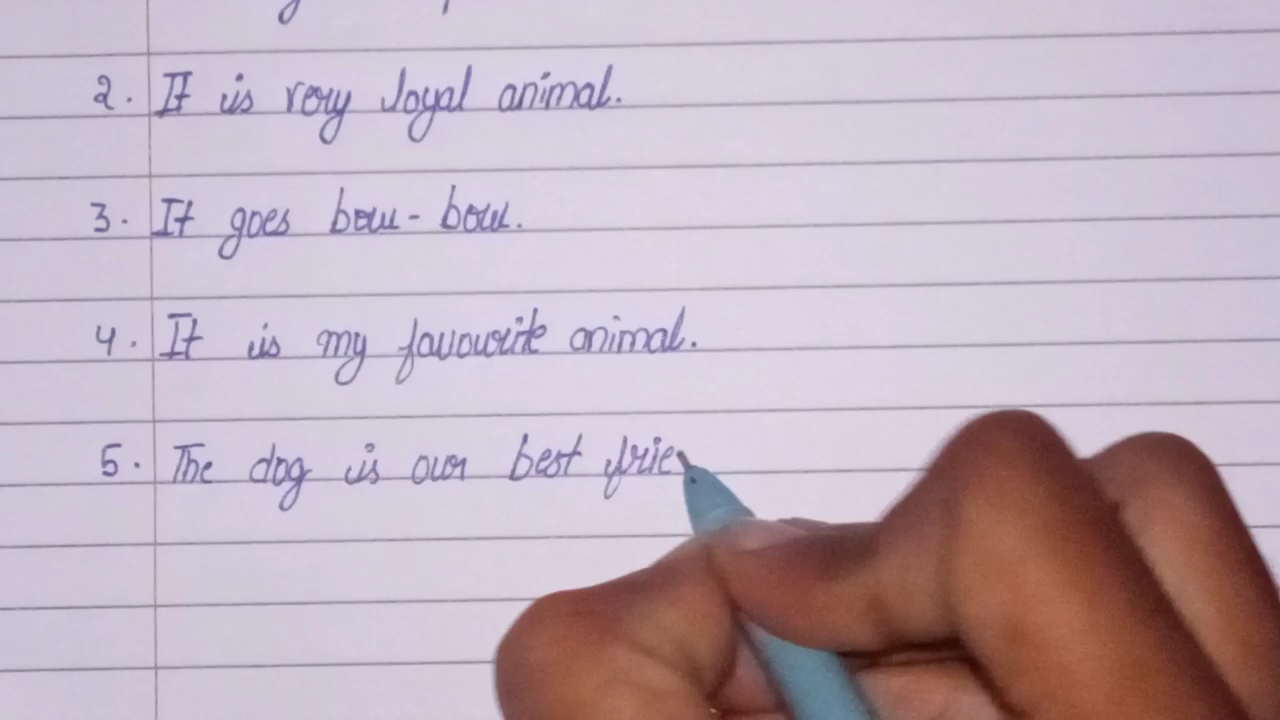 2. It is very loyal animal.
3. It goes bow-bow.
4. It is my favourite animal.
5. The dog is our best frie